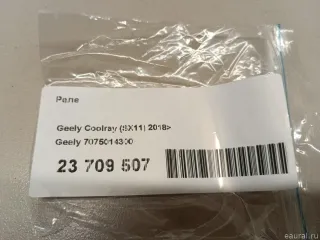 Реле
Geely Coolray (SX11) 2018>
Geely 7075014300
23 709 507
eaural.ru